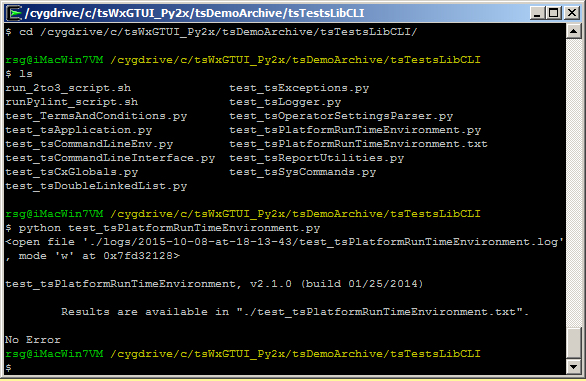 /cygdrive/c/tsWxGTUI_Py2x/tsDemoArchive/tsTestsLibCLI
$ cd /cygdrive/c/tsWxGTUI_Py2x/tsDemoArchive/tsTestsLibCLI/
rsg@iMacWin7VM /cygdrive/c/tsWxGTUI_Py2x/tsDemoArchive/tsTestsLibCLI
$ ls
run_2to3_script.sh test_tsExceptions.py
runPylint_script.sh test_tsLogger.py
test_TermsAndConditions.py test_tsOperatorSettingsParser.py
test_tsApplication.py test_tsPlatformRunTimeEnvironment.py
test_tsCommandLineEnv.py test_tsPlatformRunTimeEnvironment.txt
test_tsCommandLineInterface.py test_tsReportUtilities.py
test_tsCxGlobals.py test_tsSysCommands.py
test_tsDoubleLinkedList.py
rsg@iMacWin7VM /cygdrive/c/tsWxGTUI_Py2x/tsDemoArchive/tsTestsLibCLI
$ python test_tsPlatformRunTimeEnvironment.py
<open file './logs/2015-10-08-at-18-13-43/test_tsPlatformRunTimeEnvironment.log'
, mode 'w' at 0x7fd32128>
test_tsPlatformRunTimeEnvironment, v2.1.0 (build 01/25/2014)
Results are available in "./test_tsPlatformRunTimeEnvironment.txt".
No Error
rsg@iMacWin7VM /cygdrive/c/tsWxGTUI_Py2x/tsDemoArchive/tsTestsLibCLI
$